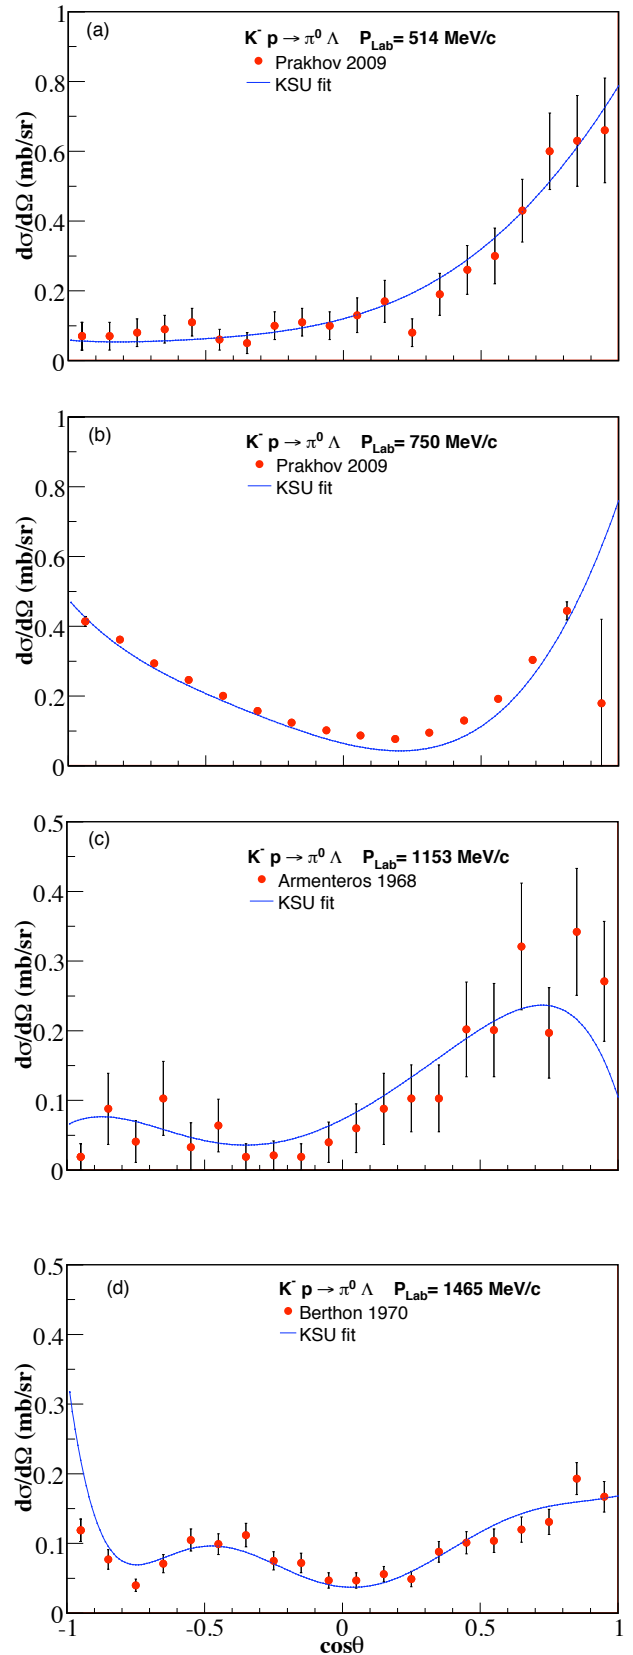 (a)
K⁻ p → π⁰ Λ P_Lab= 514 MeV/c
Prakhov 2009
KSU fit
dσ/dΩ (mb/sr)
1
0.8
0.6
0.4
0.2
0
(b)
K⁻ p → π⁰ Λ P_Lab= 750 MeV/c
Prakhov 2009
KSU fit
dσ/dΩ (mb/sr)
1
0.8
0.6
0.4
0.2
0
(c)
K⁻ p → π⁰ Λ P_Lab= 1153 MeV/c
Armenteros 1968
KSU fit
dσ/dΩ (mb/sr)
0.5
0.4
0.3
0.2
0.1
0
(d)
K⁻ p → π⁰ Λ P_Lab= 1465 MeV/c
Berthon 1970
KSU fit
dσ/dΩ (mb/sr)
0.5
0.4
0.3
0.2
0.1
0
-1 -0.5 0 0.5 1
cosθ